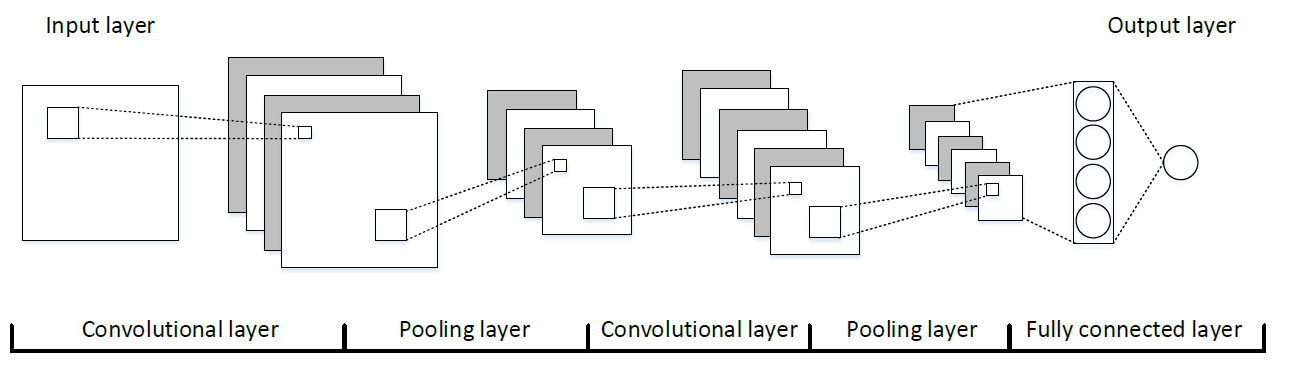 Input layer
Output layer
Convolutional layer
Pooling layer
Convolutional layer
Pooling layer
Fully connected layer